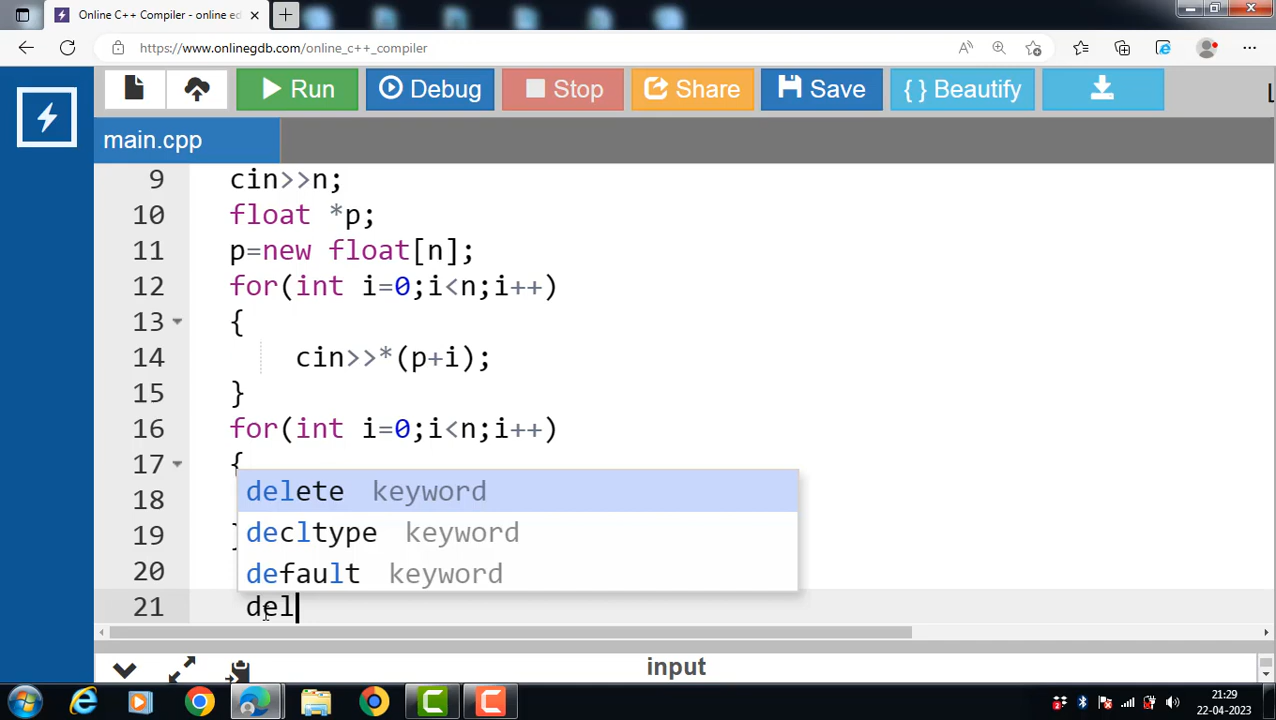 Online C++ Compiler - online ed
https://www.onlinegdb.com/online_c++_compiler
Run Debug Stop Share Save { } Beautify L
main.cpp
9 cin>>n;
10 float *p;
11 p=new float[n];
12 for(int i=0;i<n;i++)
13 {
14 cin>>*(p+i);
15 }
16 for(int i=0;i<n;i++)
17 {
delete keyword
18
decltype keyword
19 }
default keyword
20
21 del
input
21:29
22-04-2023